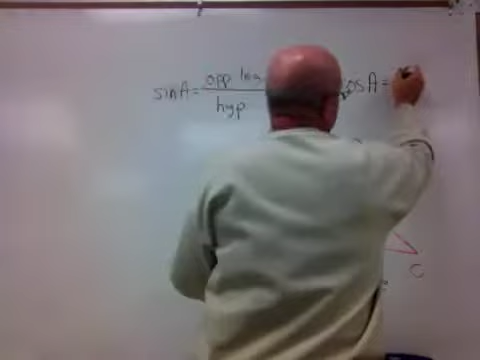 sinA = opp leg / hyp
osA =
C